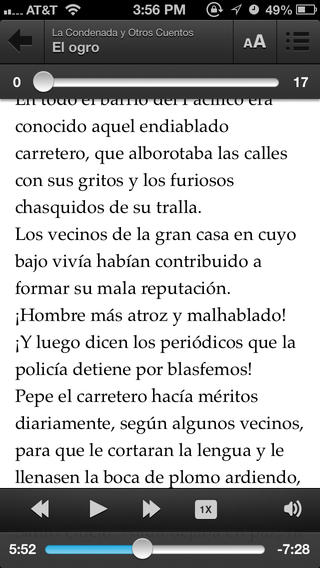 AT&T 3:56 PM 49%
La Condenada y Otros Cuentos
El ogro
AA
0 17
En todo el barrio del Pacífico era
conocido aquel endiablado
carretero, que alborotaba las calles
con sus gritos y los furiosos
chasquidos de su tralla.
Los vecinos de la gran casa en cuyo
bajo vivía habían contribuido a
formar su mala reputación.
¡Hombre más atroz y malhablado!
¡Y luego dicen los periódicos que la
policía detiene por blasfemos!
Pepe el carretero hacía méritos
diariamente, según algunos vecinos,
para que le cortaran la lengua y le
llenasen la boca de plomo ardiendo,
1X
5:52 -7:28